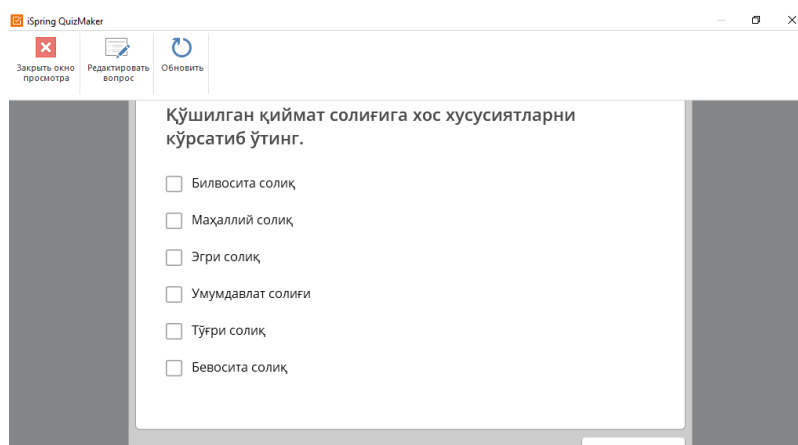 iSpring QuizMaker
Закрыть окно просмотра
Редактировать вопрос
Обновить
Қўшилган қиймат солиғига хос хусусиятларни
кўрсатиб ўтинг.
Билвосита солиқ
Маҳаллий солиқ
Эгри солиқ
Умумдавлат солиғи
Тўғри солиқ
Бевосита солиқ